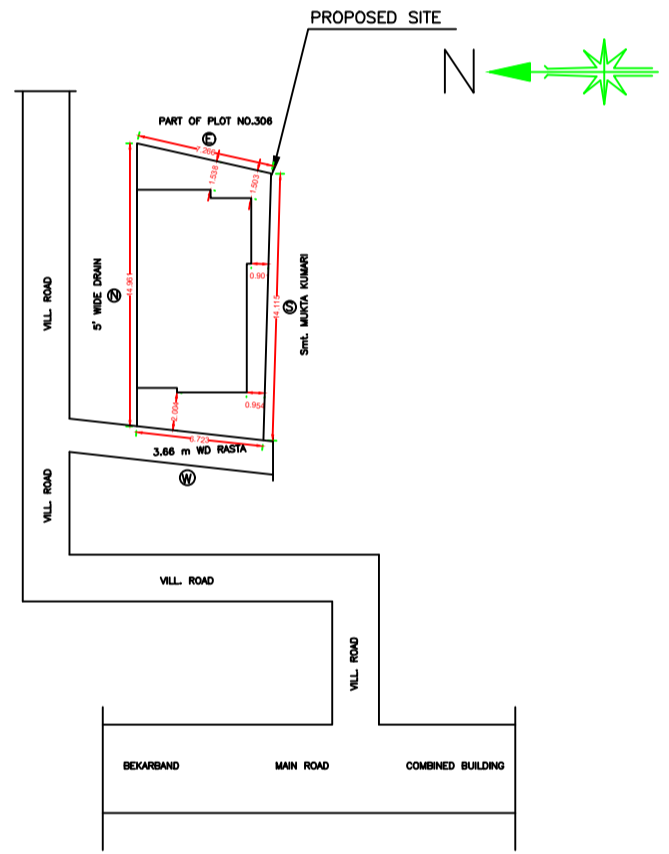 PROPOSED SITE
N
PART OF PLOT NO.306
E
7.266
1.538
1.503
VILL. ROAD
5' WIDE DRAIN
N
14.961
0.90
14.115
S
Smt. MUKTA KUMARI
2.004
0.954
6.723
3.66 m WD RASTA
W
VILL. ROAD
VILL. ROAD
VILL. ROAD
BEKARBAND
MAIN ROAD
COMBINED BUILDING